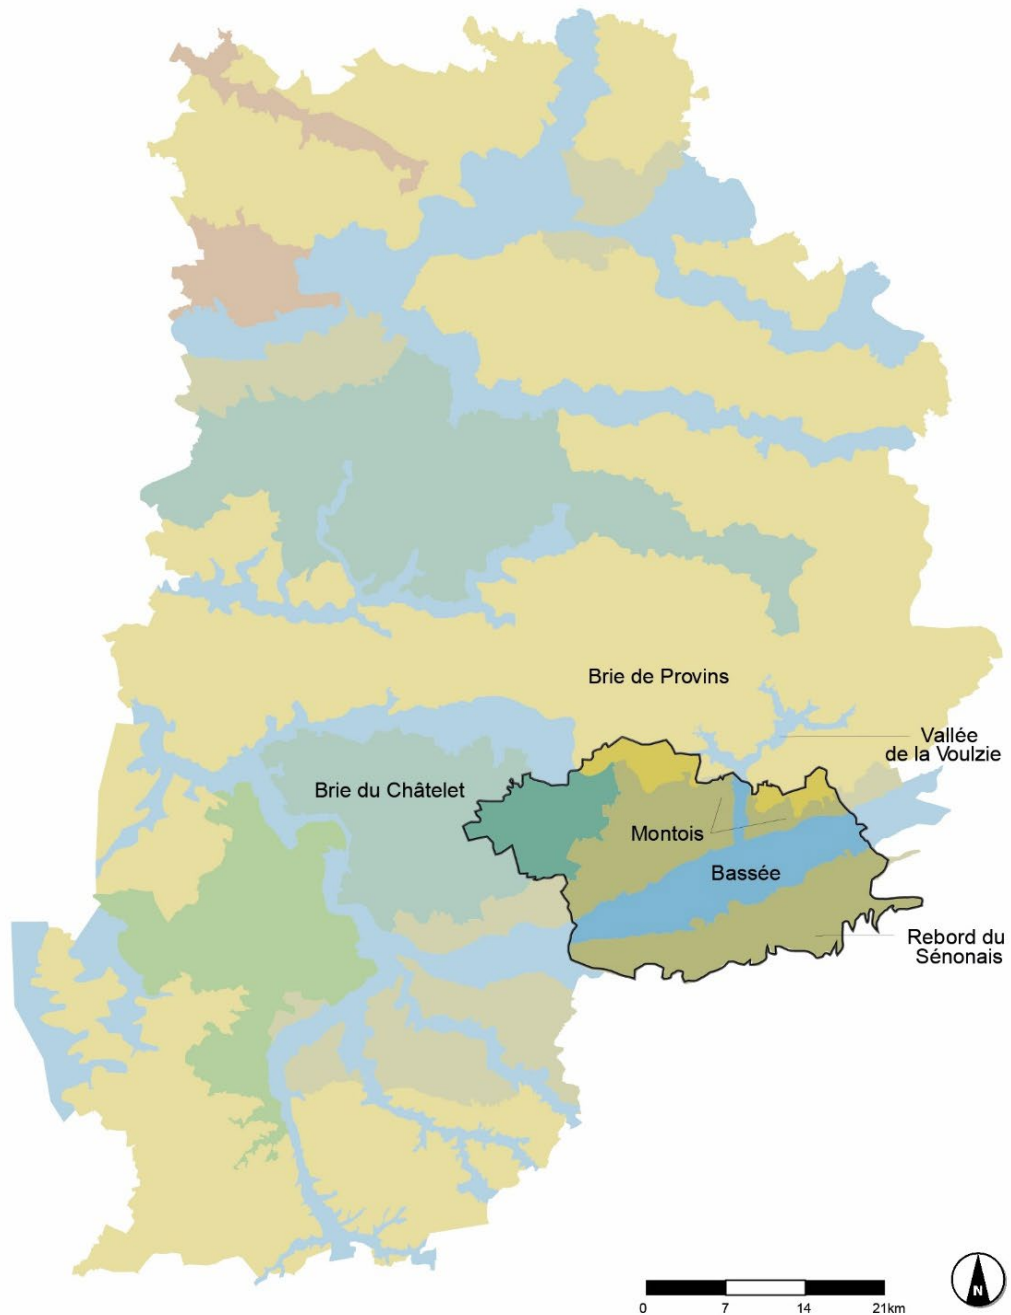 Brie de Provins
Vallée
de la Voulzie
Brie du Châtelet
Montois
Bassée
Rebord du
Sénonais
0 7 14 21km
N